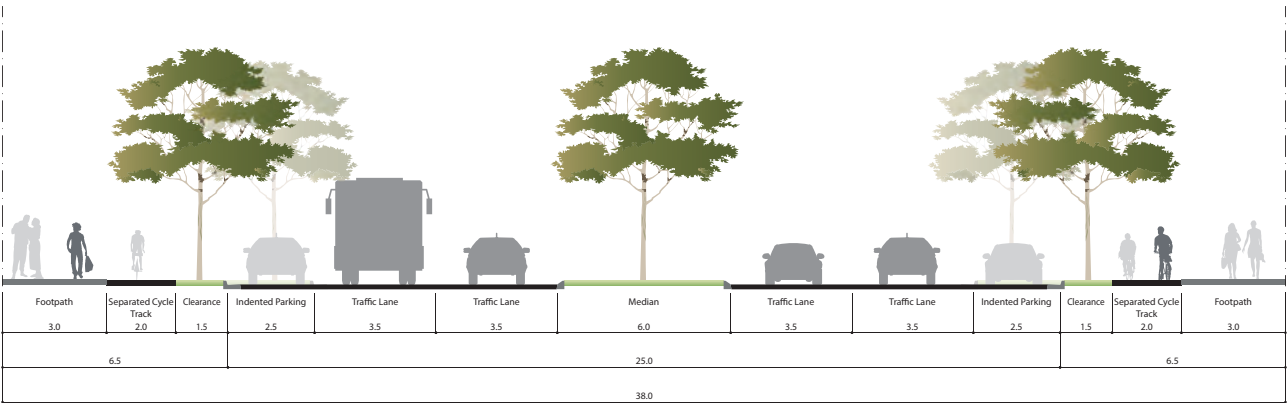 Footpath
3.0
Separated Cycle
Track
2.0
Clearance
1.5
Indented Parking
2.5
Traffic Lane
3.5
Traffic Lane
3.5
Median
6.0
Traffic Lane
3.5
Traffic Lane
3.5
Indented Parking
2.5
Clearance
1.5
Separated Cycle
Track
2.0
Footpath
3.0
6.5
25.0
6.5
38.0